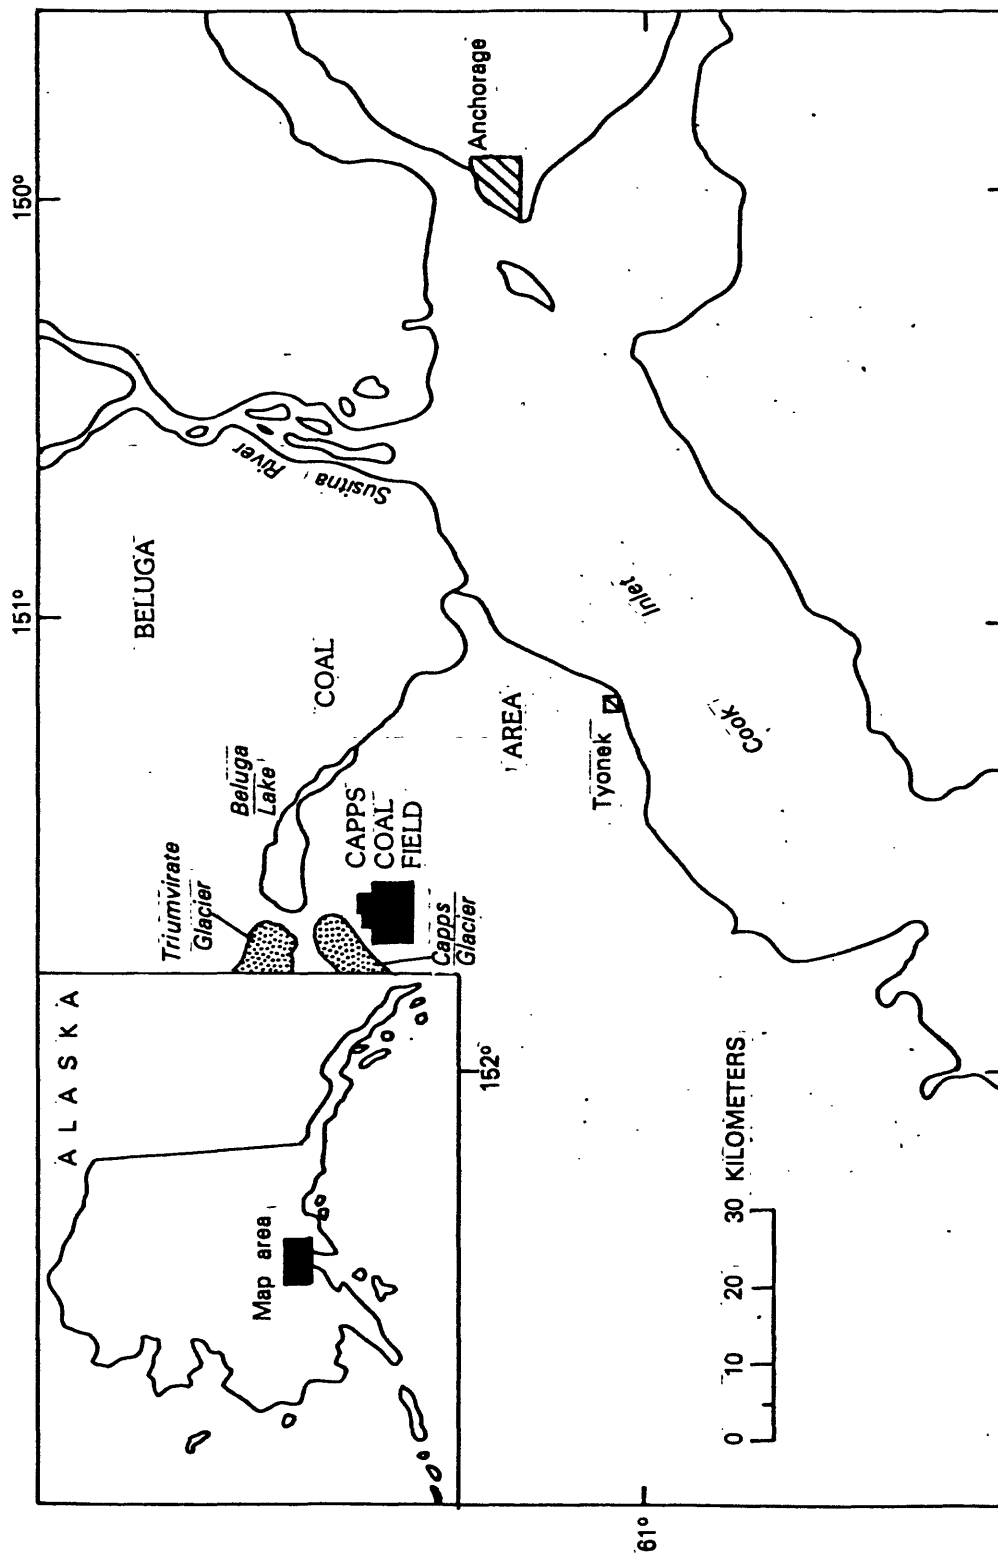 ALASKA
Map area
152°
151°
150°
61°
Triumvirate
Glacier
Beluga
Lake
CAPPS
COAL
FIELD
Capps
Glacier
BELUGA
COAL
AREA
Susitna
River
Anchorage
Tyonek
Cook
Inlet
0 10 20 30 KILOMETERS